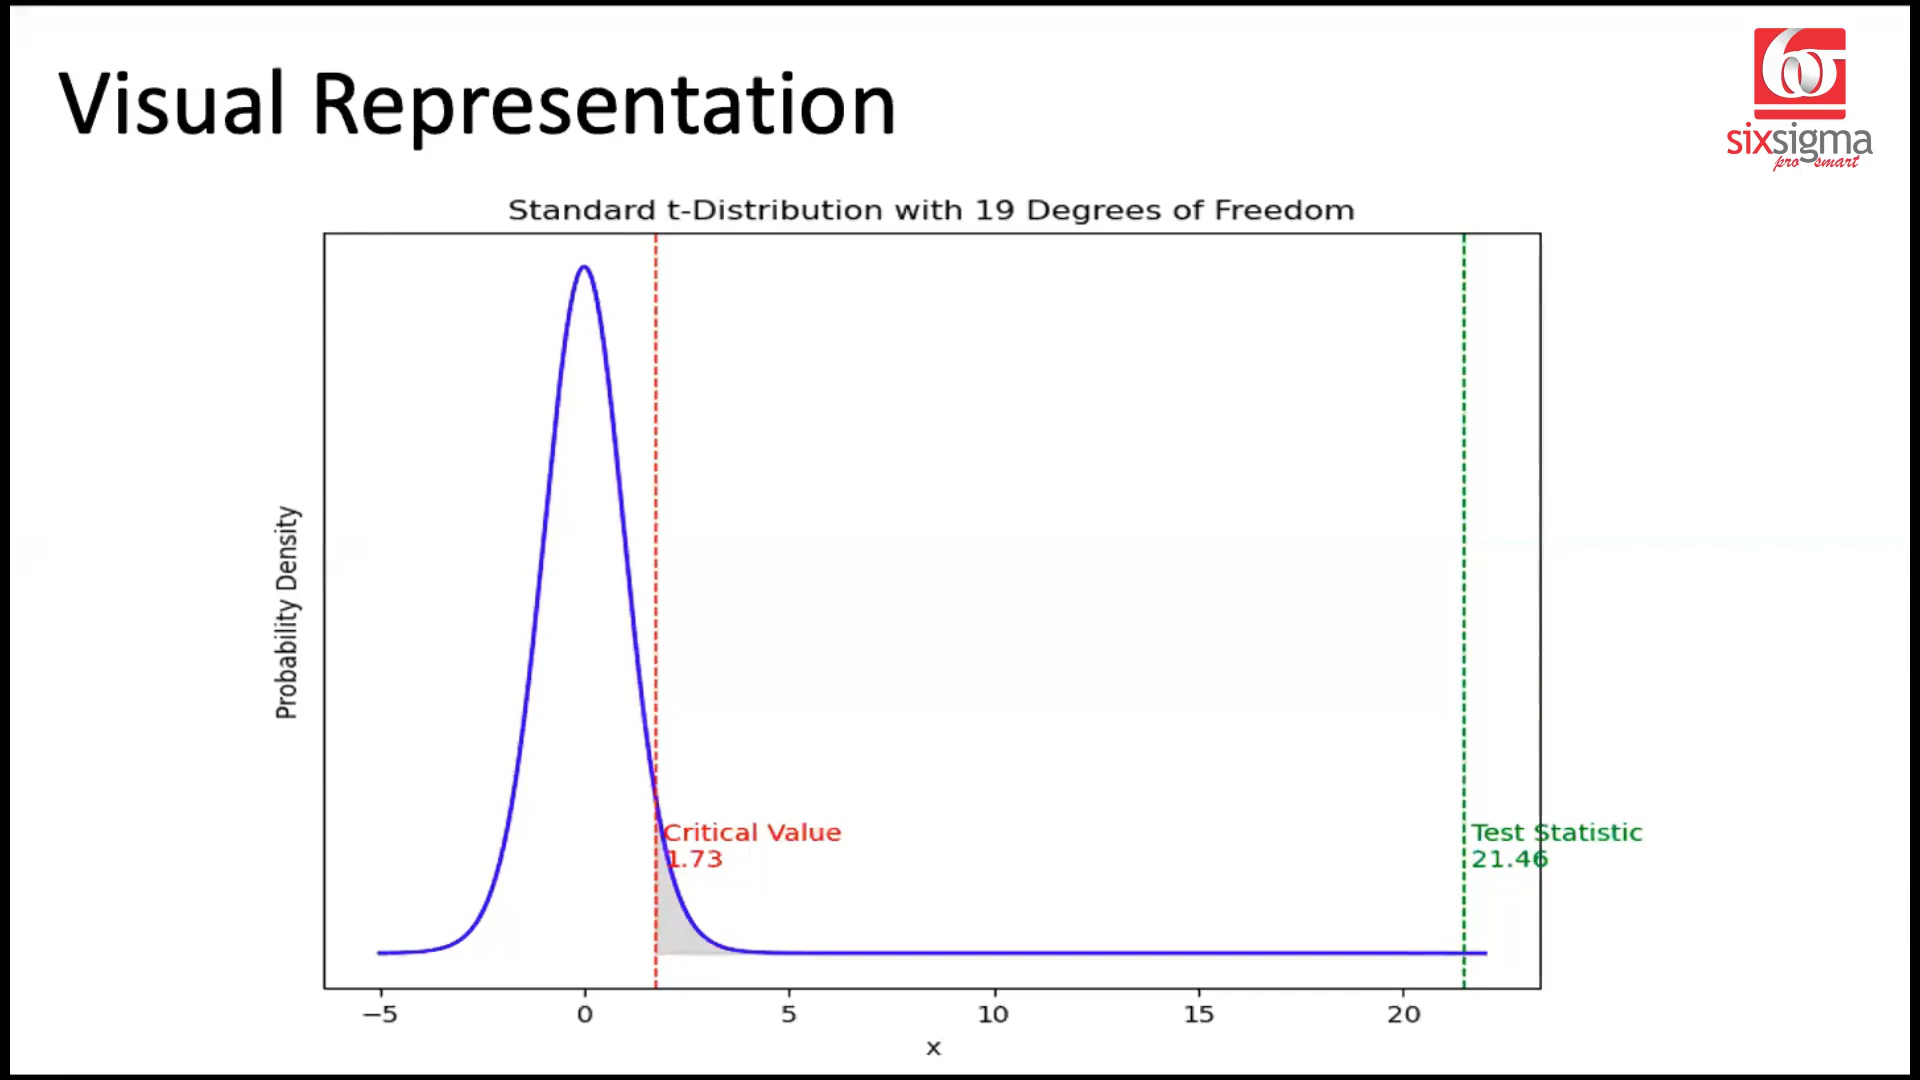 Visual Representation
6σ
sixsigma
pro smart
Standard t-Distribution with 19 Degrees of Freedom
Probability Density
Critical Value
1.73
Test Statistic
21.46
−5 0 5 10 15 20
x